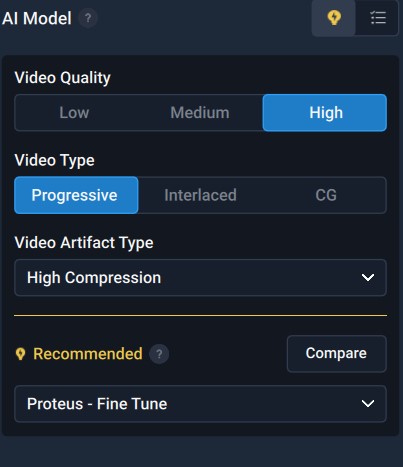 AI Model ?
Video Quality
Low Medium High
Video Type
Progressive Interlaced CG
Video Artifact Type
High Compression
Recommended ? Compare
Proteus - Fine Tune